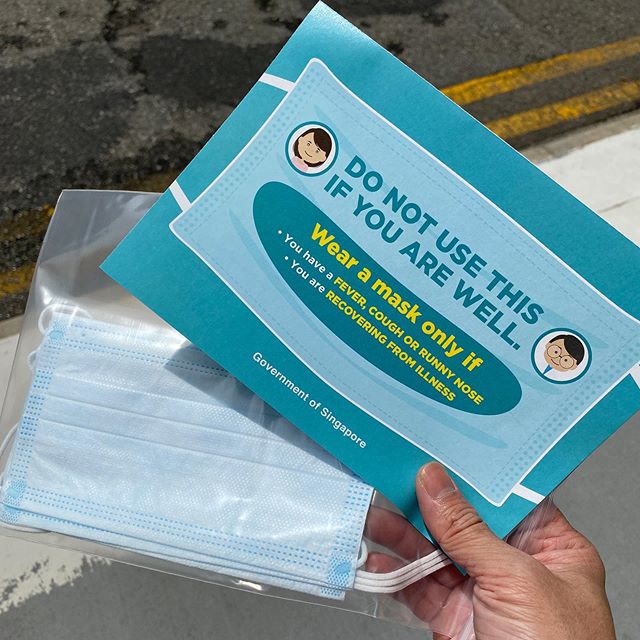 DO NOT USE THIS
IF YOU ARE WELL.
Wear a mask only if
• You have a FEVER, COUGH OR RUNNY NOSE
• You are RECOVERING FROM ILLNESS
Government of Singapore